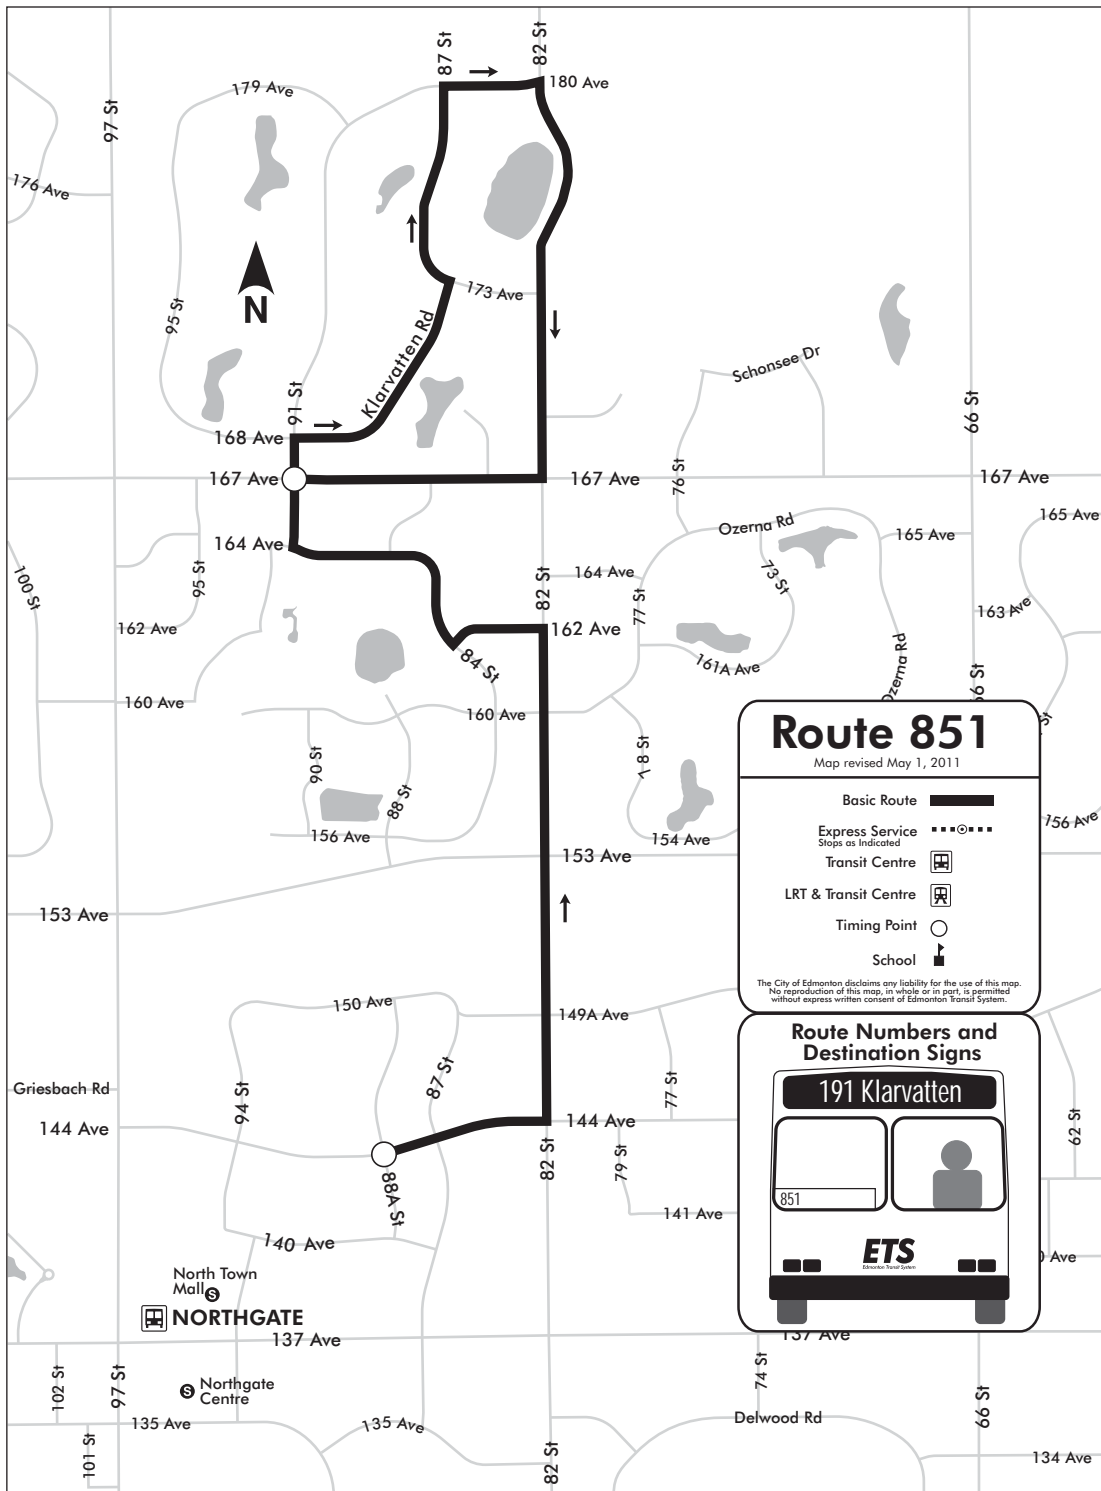 87 St
82 St
179 Ave
180 Ave
97 St
176 Ave
N
173 Ave
95 St
Klarvatten Rd
Schonsee Dr
91 St
66 St
168 Ave
167 Ave
167 Ave
76 St
167 Ave
164 Ave
Ozerna Rd
165 Ave
165 Ave
100 St
95 St
82 St
164 Ave
73 St
77 St
163 Ave
162 Ave
162 Ave
84 St
161A Ave
Ozerna Rd
66 St
160 Ave
160 Ave
St
90 St
88 St
78 St
156 Ave
154 Ave
156 Ave
153 Ave
153 Ave
Route 851
Map revised May 1, 2011
Basic Route
Express Service
Stops as Indicated
Transit Centre
LRT & Transit Centre
Timing Point
School
The City of Edmonton disclaims any liability for the use of this map.
No reproduction of this map, in whole or in part, is permitted
without express written consent of Edmonton Transit System.
150 Ave
149A Ave
Griesbach Rd
94 St
87 St
77 St
144 Ave
144 Ave
62 St
82 St
79 St
88A St
141 Ave
140 Ave
0 Ave
Route Numbers and
Destination Signs
191 Klarvatten
851
ETS
Edmonton Transit System
North Town
Mall S
NORTHGATE
137 Ave
137 Ave
102 St
97 St
S Northgate
Centre
74 St
66 St
135 Ave
135 Ave
Delwood Rd
101 St
82 St
134 Ave